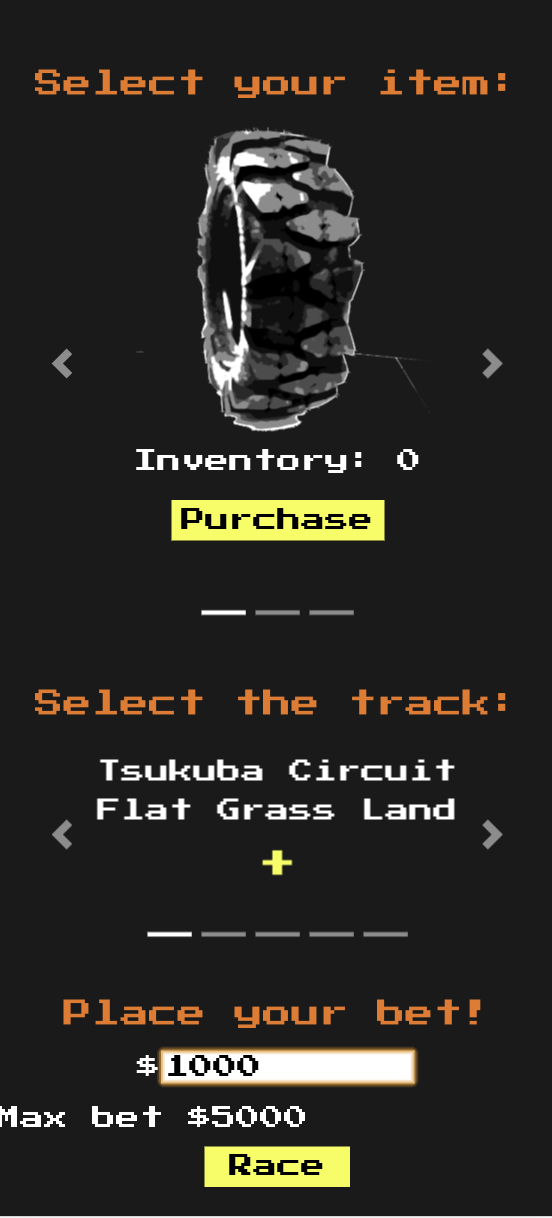 Select your item:
Inventory: 0
Purchase
Select the track:
Tsukuba Circuit
Flat Grass Land
+
Place your bet!
$ 1000
Max bet $5000
Race